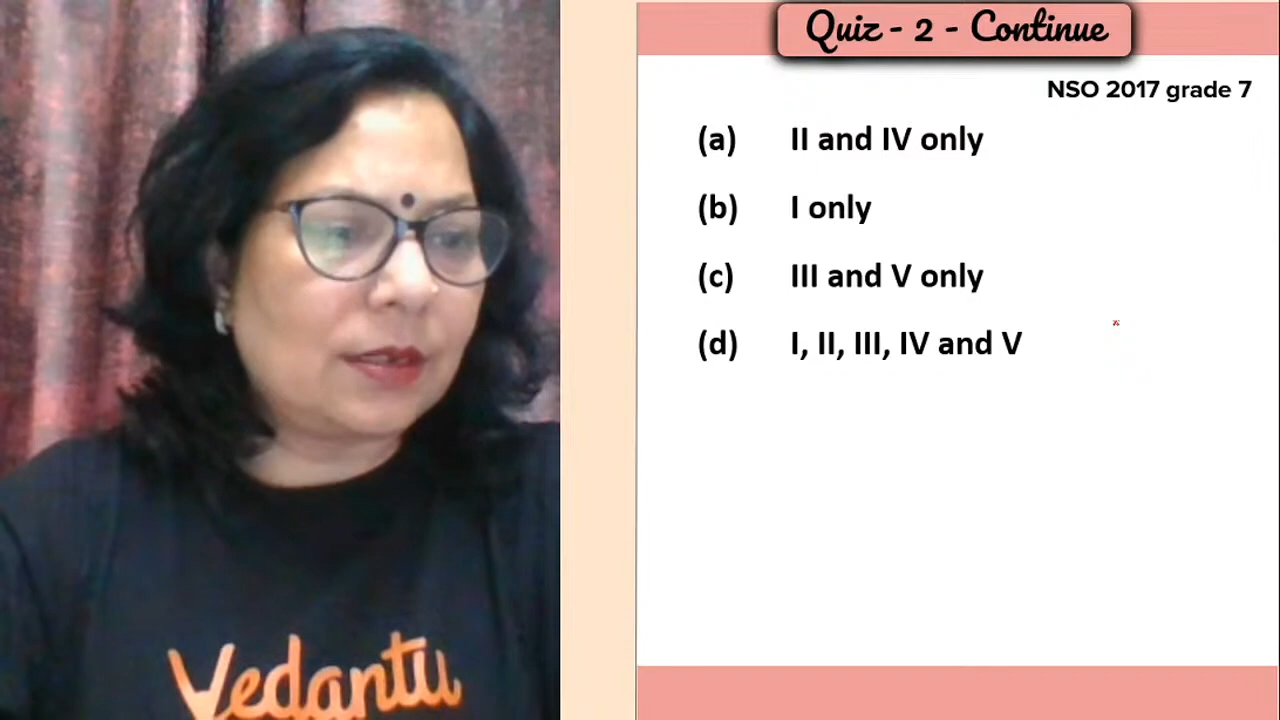 Quiz - 2 - Continue
NSO 2017 grade 7
(a) II and IV only
(b) I only
(c) III and V only
(d) I, II, III, IV and V
Vedantu